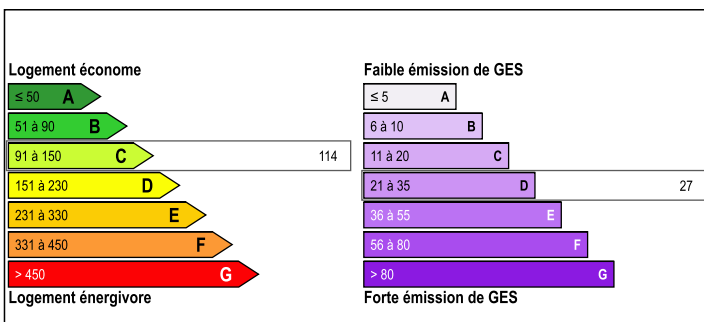 Logement économe
≤ 50 A
51 à 90 B
91 à 150 C 114
151 à 230 D
231 à 330 E
331 à 450 F
> 450 G
Logement énergivore
Faible émission de GES
≤ 5 A
6 à 10 B
11 à 20 C
21 à 35 D 27
36 à 55 E
56 à 80 F
> 80 G
Forte émission de GES